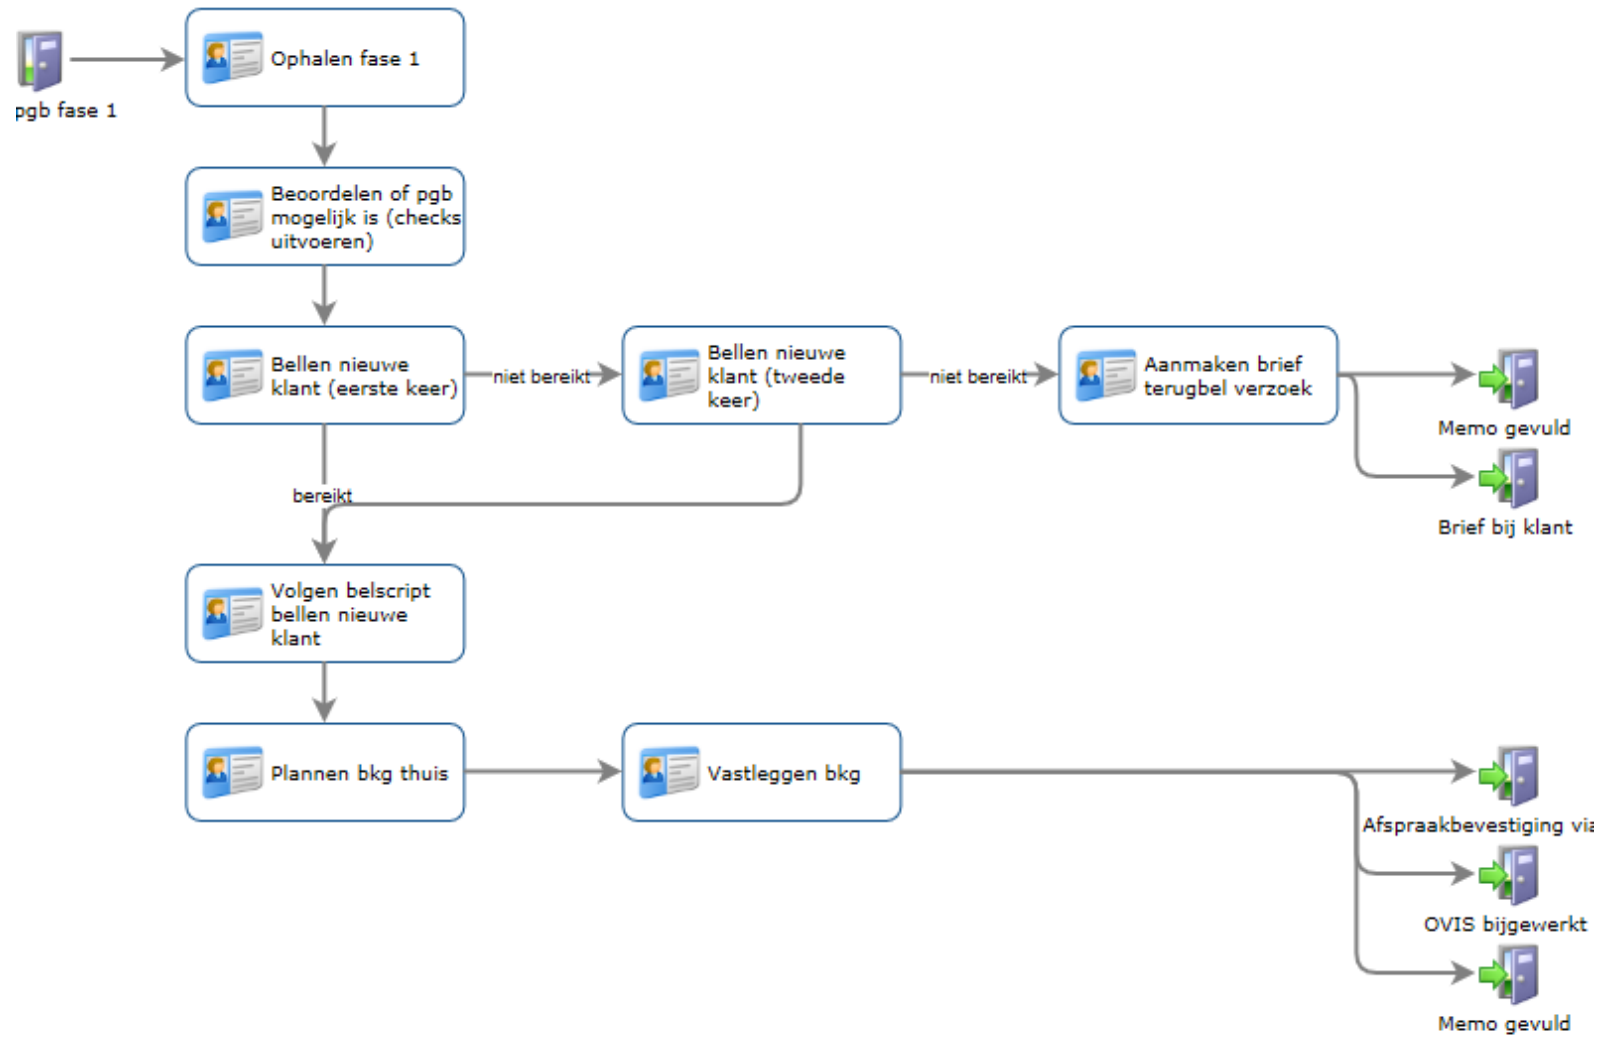 pgb fase 1
Ophalen fase 1
Beoordelen of pgb
mogelijk is (checks
uitvoeren)
Bellen nieuwe
klant (eerste keer)
niet bereikt
Bellen nieuwe
klant (tweede
keer)
niet bereikt
Aanmaken brief
terugbel verzoek
Memo gevuld
Brief bij klant
bereikt
Volgen belscript
bellen nieuwe
klant
Plannen bkg thuis
Vastleggen bkg
Afspraakbevestiging via
OVIS bijgewerkt
Memo gevuld